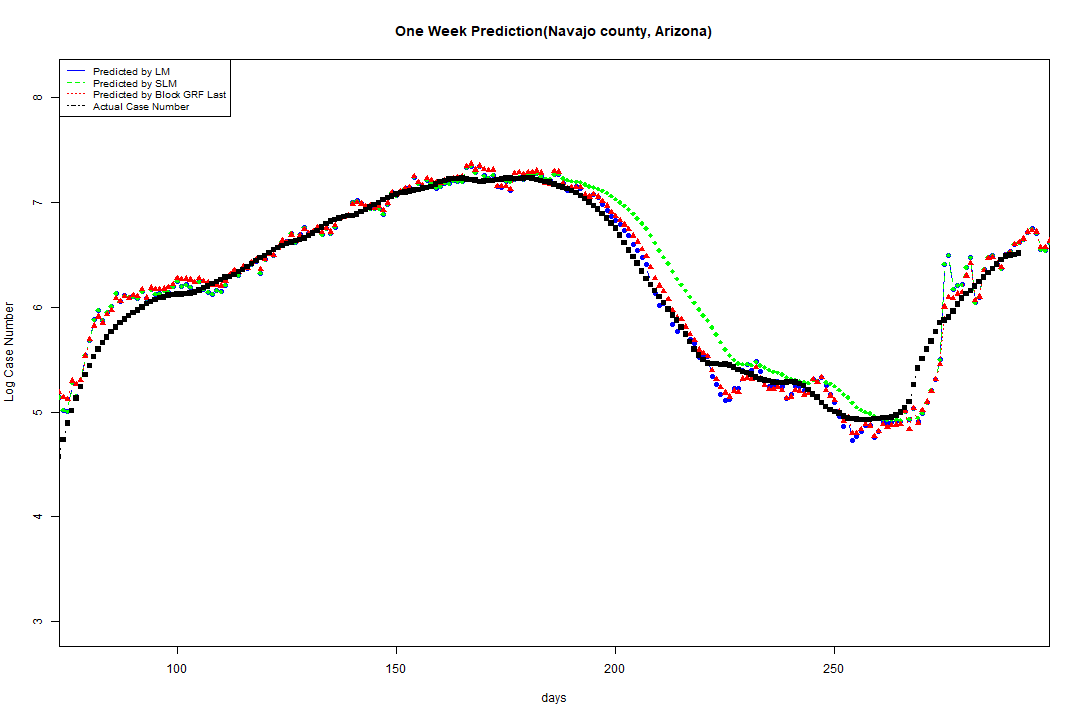 One Week Prediction(Navajo county, Arizona)
Predicted by LM
Predicted by SLM
Predicted by Block GRF Last
Actual Case Number
Log Case Number
8
7
6
5
4
3
100 150 200 250
days